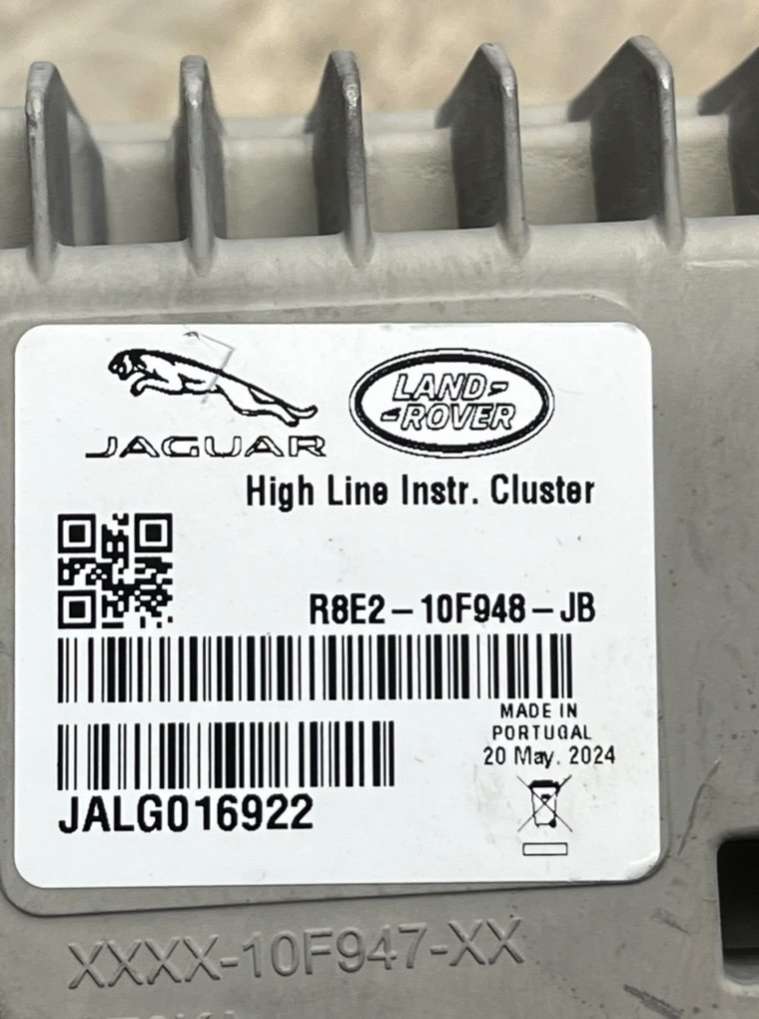 JAGUAR
LAND-
-ROVER
High Line Instr. Cluster
R8E2-10F948-JB
MADE IN
PORTUGAL
20 May. 2024
JALG016922
XXXX-10F947-XX